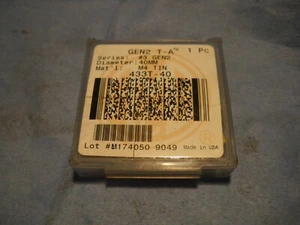 GEN2 T-A™ 1 Pc
Series: #3 GEN2
Diameter: 40MM
Mat'l: M4 TIN
433T-40
Lot #M174050 9049 Made in USA